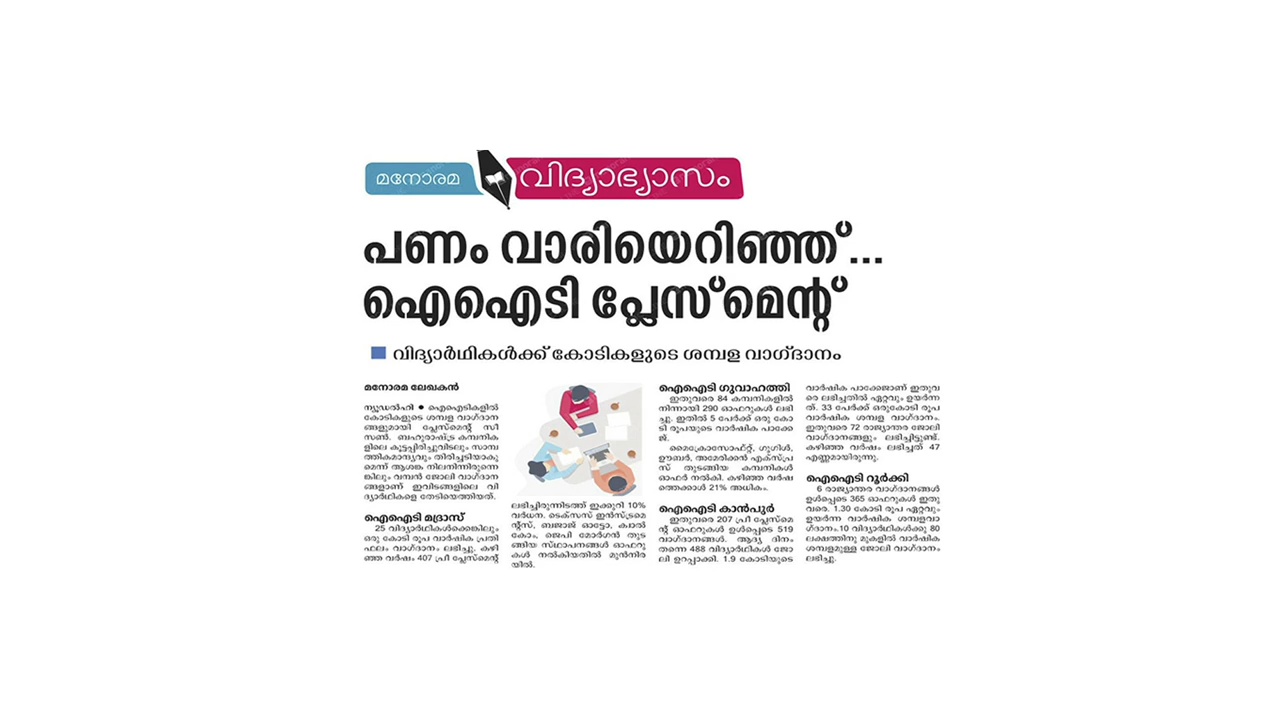 മനോരമ വിദ്യാഭ്യാസം
പണം വാരിയെറിഞ്ഞ്...
ഐഐടി പ്ലേസ്മെന്റ്
വിദ്യാർഥികൾക്ക് കോടികളുടെ ശമ്പള വാഗ്ദാനം
മനോരമ ലേഖകൻ
ന്യൂഡൽഹി ● ഐഐടികളിൽ
കോടികളുടെ ശമ്പള വാഗ്ദാന
ങ്ങളുമായി പ്ലേസ്മെന്റ് സീ
സൺ. ബഹുരാഷ്ട്ര കമ്പനിക
ളിലെ കൂട്ടപ്പിരിച്ചുവിടലും സാമ്പ
ത്തികമാന്ദ്യവും തിരിച്ചടിയാകു
മെന്ന് ആശങ്ക നിലനിന്നിരുന്നെ
ങ്കിലും വമ്പൻ ജോലി വാഗ്ദാന
ങ്ങളാണ് ഇവിടങ്ങളിലെ വി
ദ്യാർഥികളെ തേടിയെത്തിയത്.
ഐഐടി മദ്രാസ്
25 വിദ്യാർഥികൾക്കെങ്കിലും
ഒരു കോടി രൂപ വാർഷിക പ്രതി
ഫലം വാഗ്ദാനം ലഭിച്ചു. കഴി
ഞ്ഞ വർഷം 407 പ്രീ പ്ലേസ്മെന്റ്
ലഭിച്ചിരുന്നിടത്ത് ഇക്കുറി 10%
വർധന. ടെക്സസ് ഇൻസ്ട്രമെ
ന്റ്സ്, ബജാജ് ഓട്ടോ, ക്വാൽ
കോം, ജെപി മോർഗൻ തുട
ങ്ങിയ സ്ഥാപനങ്ങൾ ഓഫറു
കൾ നൽകിയതിൽ മുൻനിര
യിൽ.
ഐഐടി ഗുവാഹത്തി
ഇതുവരെ 84 കമ്പനികളിൽ
നിന്നായി 290 ഓഫറുകൾ ലഭി
ച്ചു. ഇതിൽ 5 പേർക്ക് ഒരു കോ
ടി രൂപയുടെ വാർഷിക പാക്കേ
ജ്.
മൈക്രോസോഫ്റ്റ്, ഗൂഗിൾ,
ഊബർ, അമേരിക്കൻ എക്സ്പ്ര
സ് തുടങ്ങിയ കമ്പനികൾ
ഓഫർ നൽകി. കഴിഞ്ഞ വർഷ
ത്തെക്കാൾ 21% അധികം.
ഐഐടി കാൻപുർ
ഇതുവരെ 207 പ്രീ പ്ലേസ്മെ
ന്റ് ഓഫറുകൾ ഉൾപ്പെടെ 519
വാഗ്ദാനങ്ങൾ. ആദ്യ ദിനം
തന്നെ 488 വിദ്യാർഥികൾ ജോ
ലി ഉറപ്പാക്കി. 1.9 കോടിയുടെ
വാർഷിക പാക്കേജാണ് ഇതുവ
രെ ലഭിച്ചതിൽ ഏറ്റവും ഉയർന്ന
ത്. 33 പേർക്ക് ഒരുകോടി രൂപ
വാർഷിക ശമ്പള വാഗ്ദാനം.
ഇതുവരെ 72 രാജ്യാന്തര ജോലി
വാഗ്ദാനങ്ങളും ലഭിച്ചിട്ടുണ്ട്.
കഴിഞ്ഞ വർഷം ലഭിച്ചത് 47
എണ്ണമായിരുന്നു.
ഐഐടി റൂർക്കി
6 രാജ്യാന്തര വാഗ്ദാനങ്ങൾ
ഉൾപ്പെടെ 365 ഓഫറുകൾ ഇതു
വരെ. 1.30 കോടി രൂപ ഏറ്റവും
ഉയർന്ന വാർഷിക ശമ്പളവാ
ഗ്ദാനം.10 വിദ്യാർഥികൾക്കു 80
ലക്ഷത്തിനു മുകളിൽ വാർഷിക
ശമ്പളമുള്ള ജോലി വാഗ്ദാനം
ലഭിച്ചു.